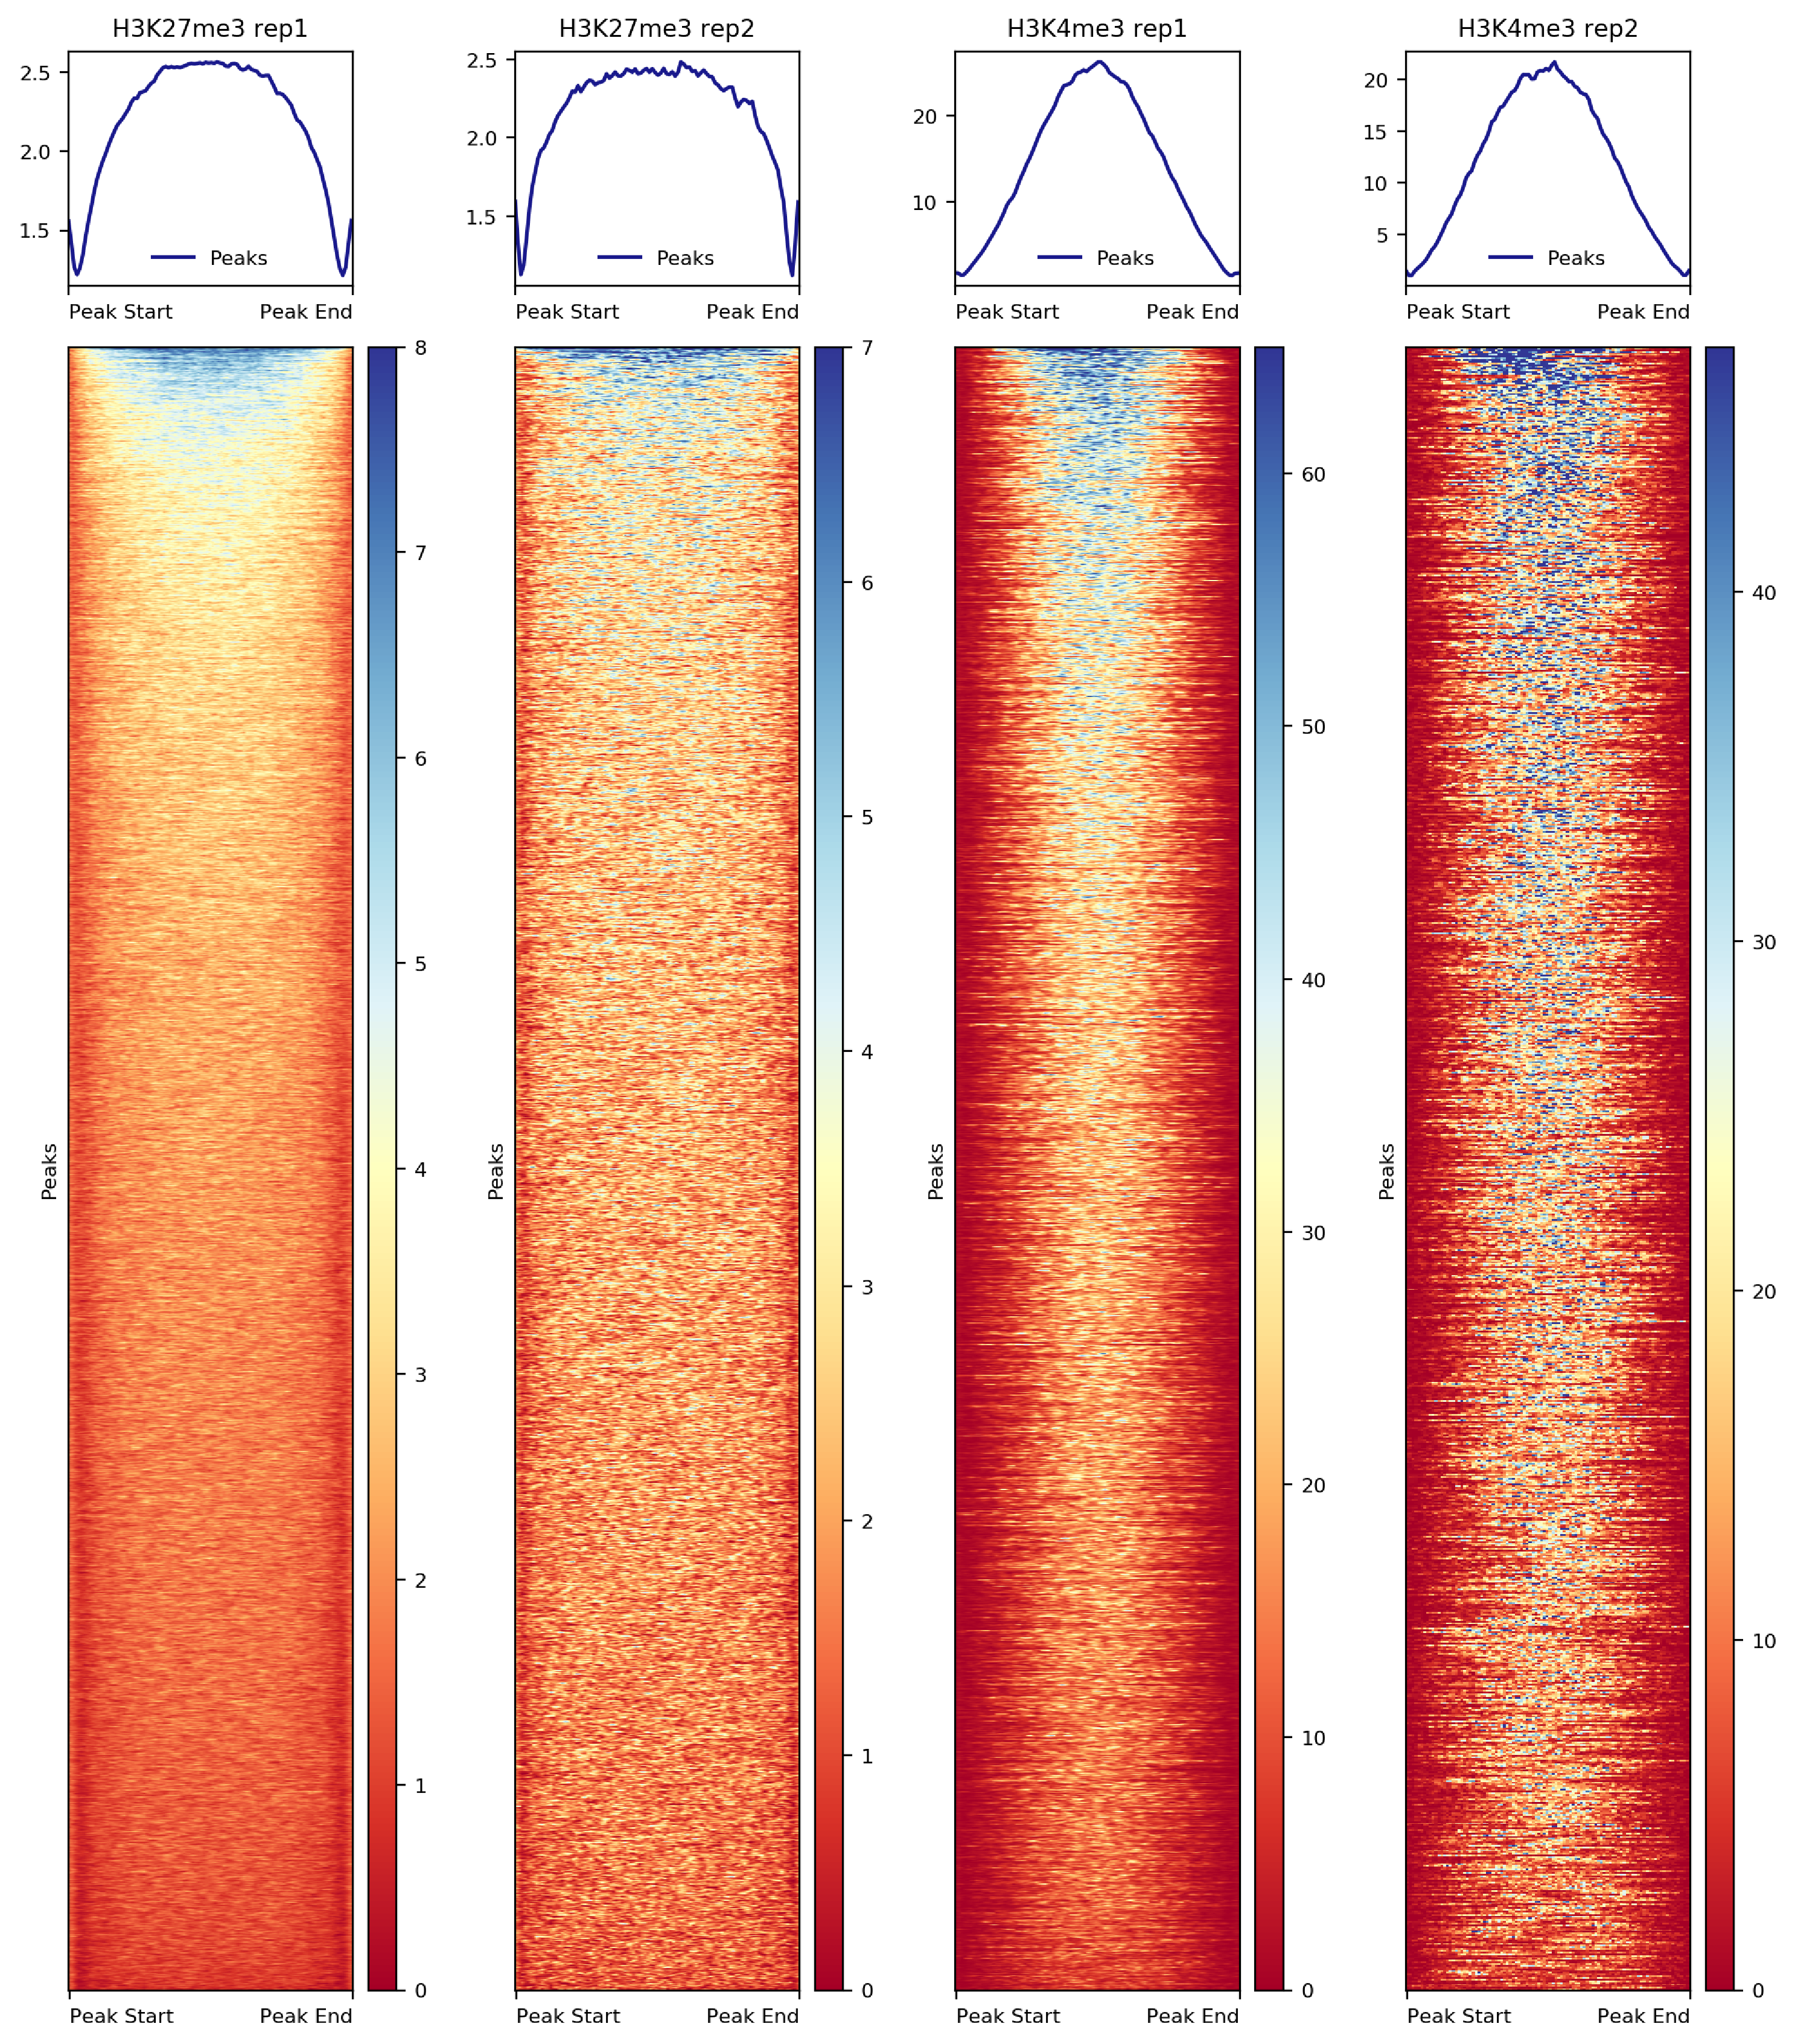 H3K27me3 rep1
2.5
2.0
1.5
Peaks
Peak Start
Peak End
8
7
6
5
4
3
2
1
0
Peaks
Peak Start
Peak End
H3K27me3 rep2
2.5
2.0
1.5
Peaks
Peak Start
Peak End
7
6
5
4
3
2
1
0
Peaks
Peak Start
Peak End
H3K4me3 rep1
20
10
Peaks
Peak Start
Peak End
60
50
40
30
20
10
0
Peaks
Peak Start
Peak End
H3K4me3 rep2
20
15
10
5
Peaks
Peak Start
Peak End
40
30
20
10
0
Peaks
Peak Start
Peak End